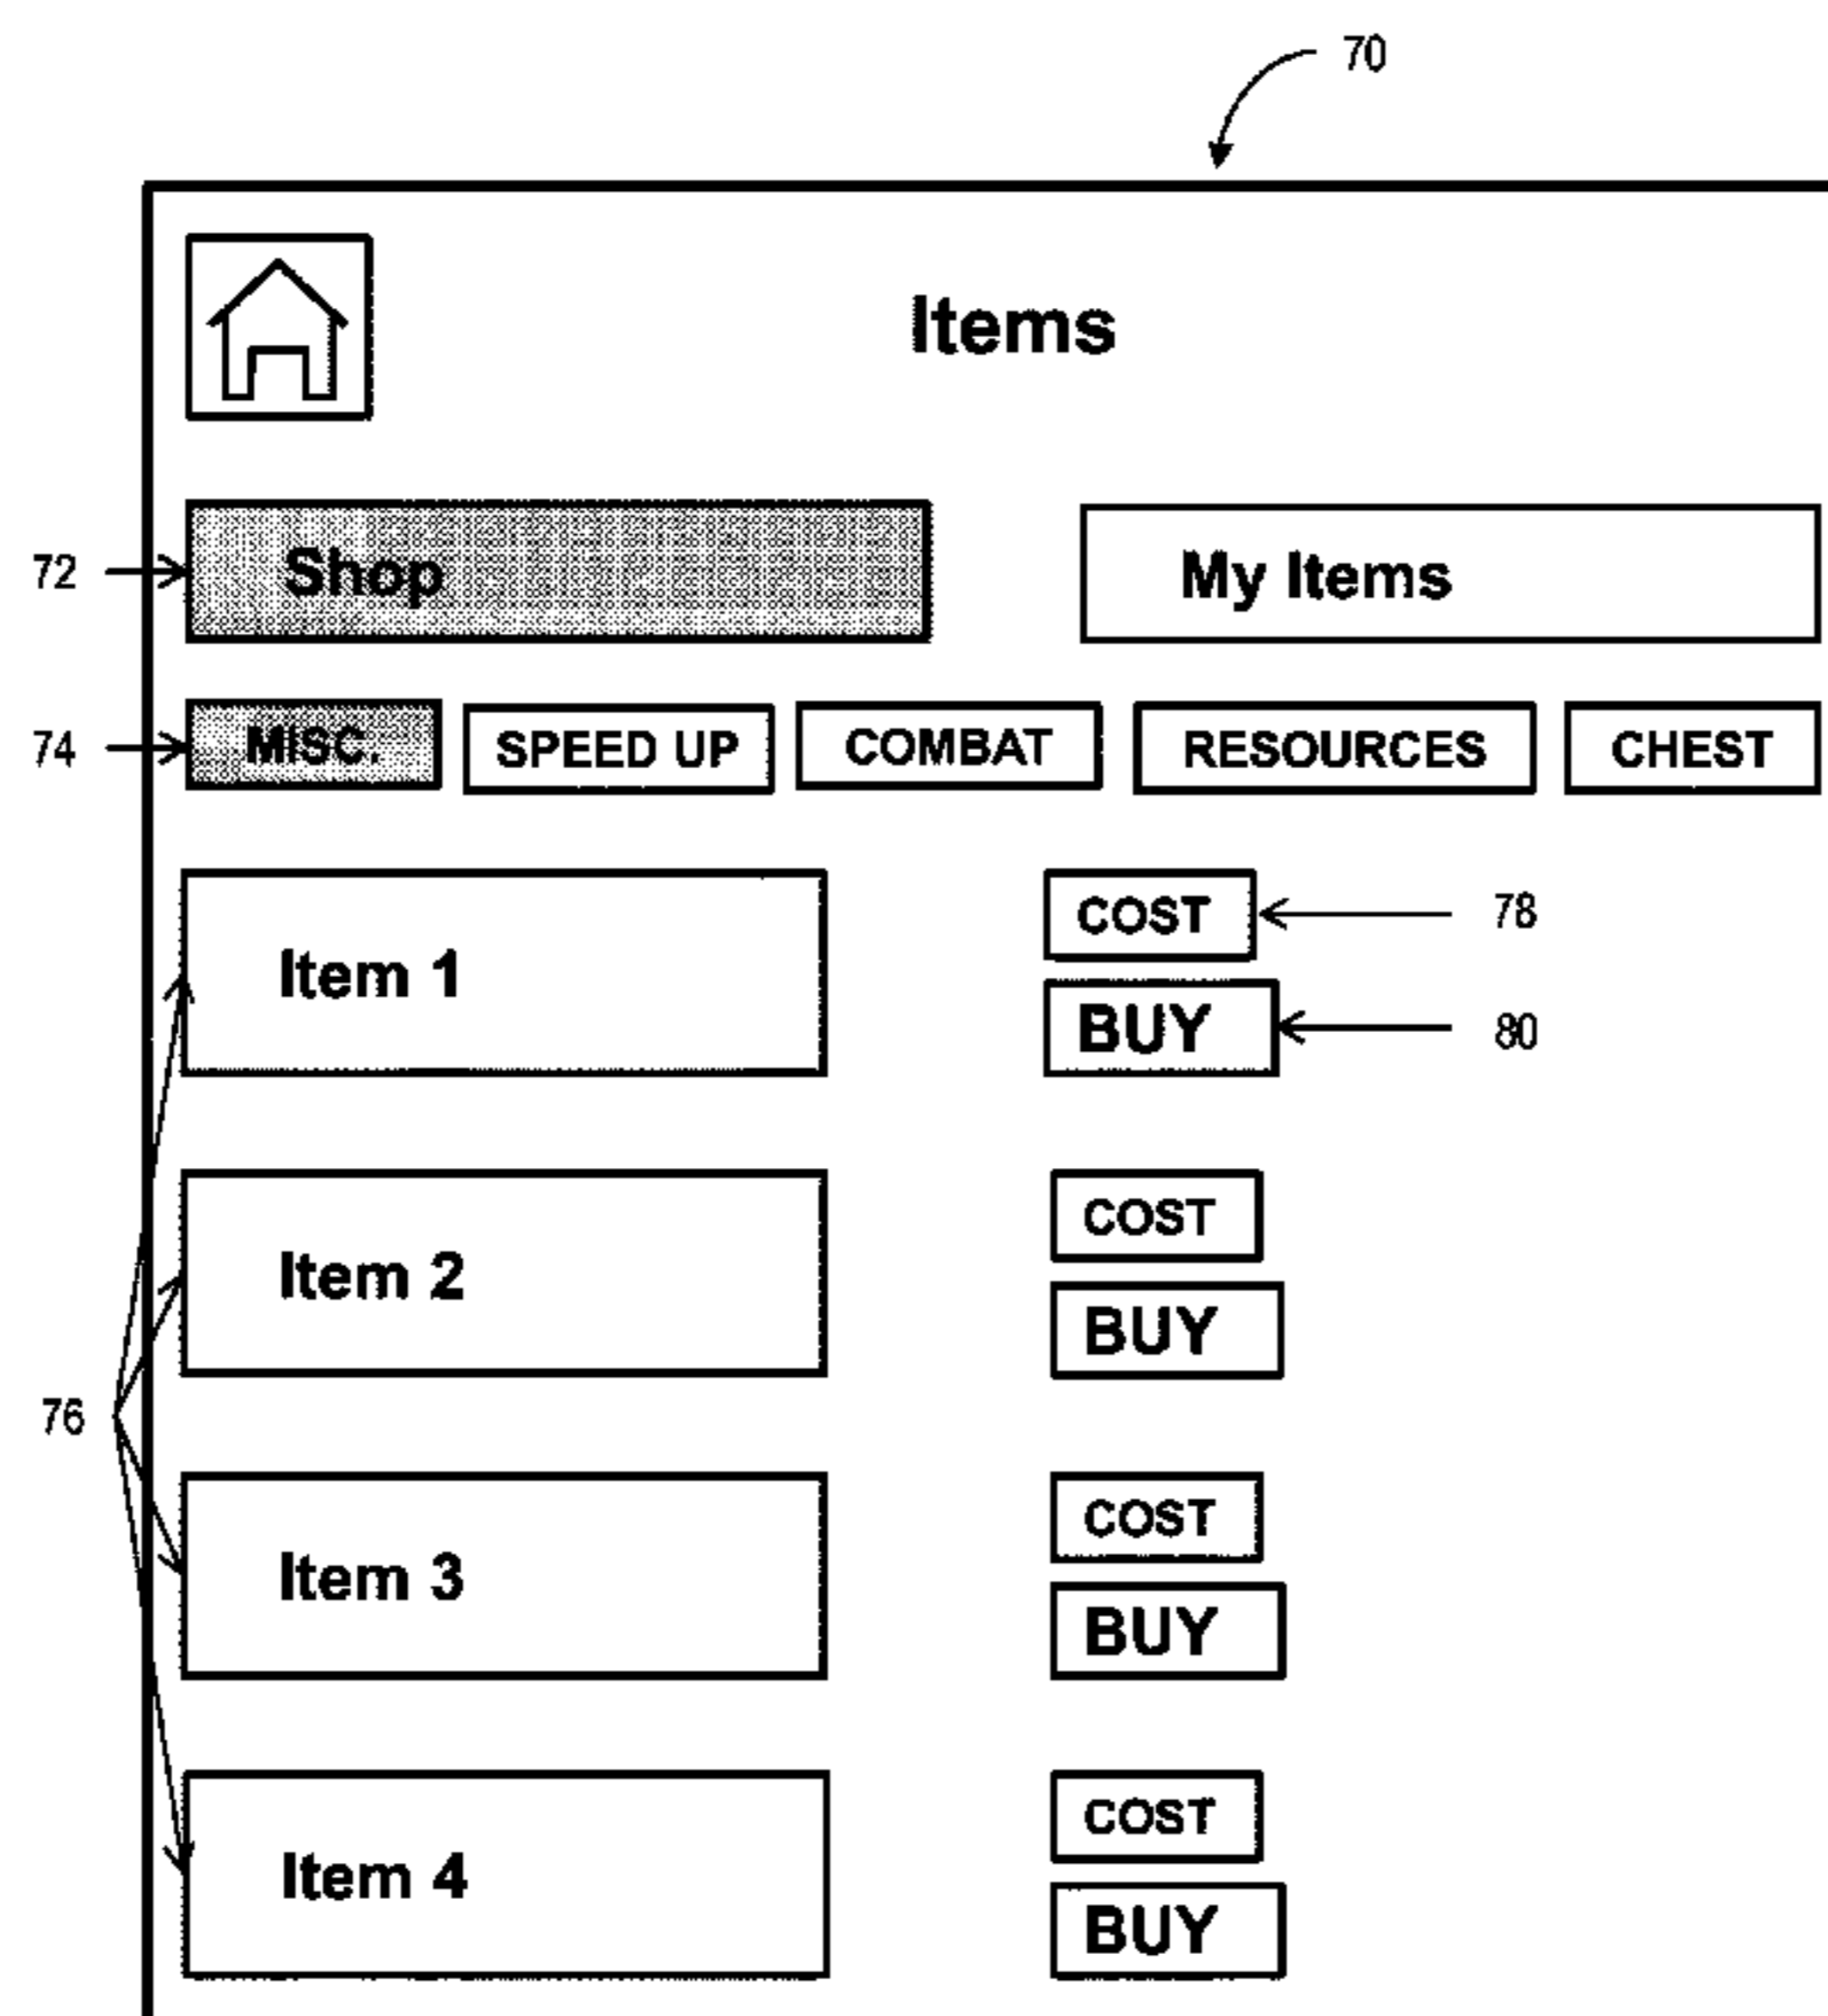 70
Items
72 Shop My Items
74 MISC. SPEED UP COMBAT RESOURCES CHEST
COST 78
Item 1
BUY 80
COST
Item 2
BUY
76
COST
Item 3
BUY
COST
Item 4
BUY